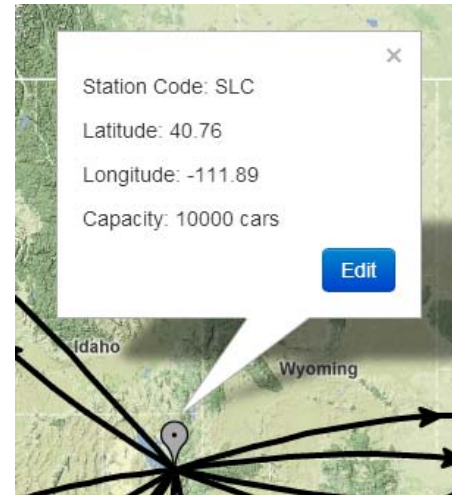 ×
Station Code: SLC
Latitude: 40.76
Longitude: -111.89
Capacity: 10000 cars
Edit
Idaho
Wyoming